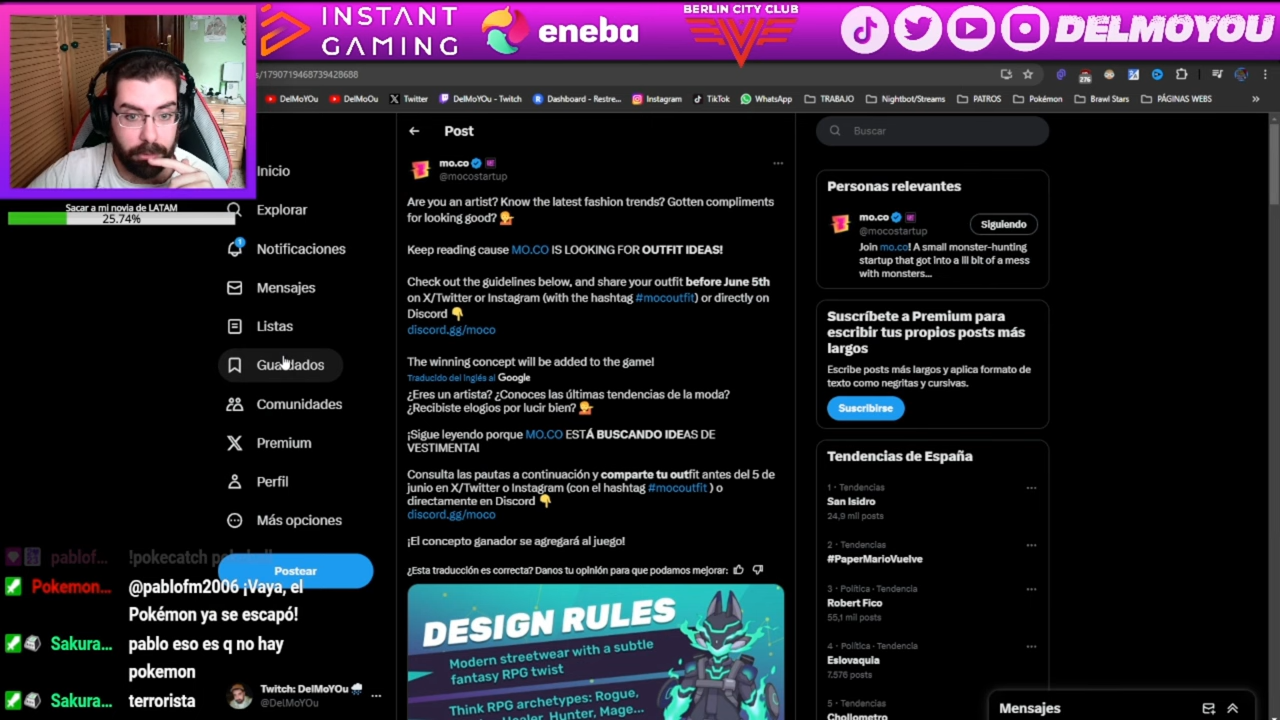 INSTANT
GAMING
eneba
BERLIN CITY CLUB
DELMOYOU
s/1790719468739428688
276
DelMoYOU
DelMoOu
Twitter
DelMoYOU - Twitch
Dashboard - Restre...
Instagram
TikTok
WhatsApp
TRABAJO
Nightbot/Streams
PATROS
Pokémon
Brawl Stars
PÁGINAS WEBS
Sacar a mi novia de LATAM
25.74%
Inicio
Explorar
Notificaciones
Mensajes
Listas
Guardados
Comunidades
Premium
Perfil
Más opciones
Postear
pablof...
!pokecatch
Pokemon...
@pablofm2006 ¡Vaya, el
Pokémon ya se escapó!
Sakura...
pablo eso es q no hay
pokemon
Sakura...
terrorista
Twitch: DelMoYOu
@DelMoYOu
Post
mo.co
@mocostartup
Are you an artist? Know the latest fashion trends? Gotten compliments
for looking good?
Keep reading cause MO.CO IS LOOKING FOR OUTFIT IDEAS!
Check out the guidelines below, and share your outfit before June 5th
on X/Twitter or Instagram (with the hashtag #mocoutfit) or directly on
Discord
discord.gg/moco
The winning concept will be added to the game!
Traducido del inglés al Google
¿Eres un artista? ¿Conoces las últimas tendencias de la moda?
¿Recibiste elogios por lucir bien?
¡Sigue leyendo porque MO.CO ESTÁ BUSCANDO IDEAS DE
VESTIMENTA!
Consulta las pautas a continuación y comparte tu outfit antes del 5 de
junio en X/Twitter o Instagram (con el hashtag #mocoutfit ) o
directamente en Discord
discord.gg/moco
¡El concepto ganador se agregará al juego!
¿Esta traducción es correcta? Danos tu opinión para que podamos mejorar:
DESIGN RULES
Modern streetwear with a subtle
fantasy RPG twist
Think RPG archetypes: Rogue,
Healer, Hunter, Mage...
Buscar
Personas relevantes
mo.co
@mocostartup
Siguiendo
Join mo.co! A small monster-hunting
startup that got into a lil bit of a mess
with monsters...
Suscríbete a Premium para
escribir tus propios posts más
largos
Escribe posts más largos y aplica formato de
texto como negritas y cursivas.
Suscribirse
Tendencias de España
1 · Tendencias
San Isidro
24,9 mil posts
2 · Tendencias
#PaperMarioVuelve
3 · Política · Tendencia
Robert Fico
55,1 mil posts
4 · Política · Tendencia
Eslovaquia
7.576 posts
5 · Tendencias
Chollometro
Mensajes